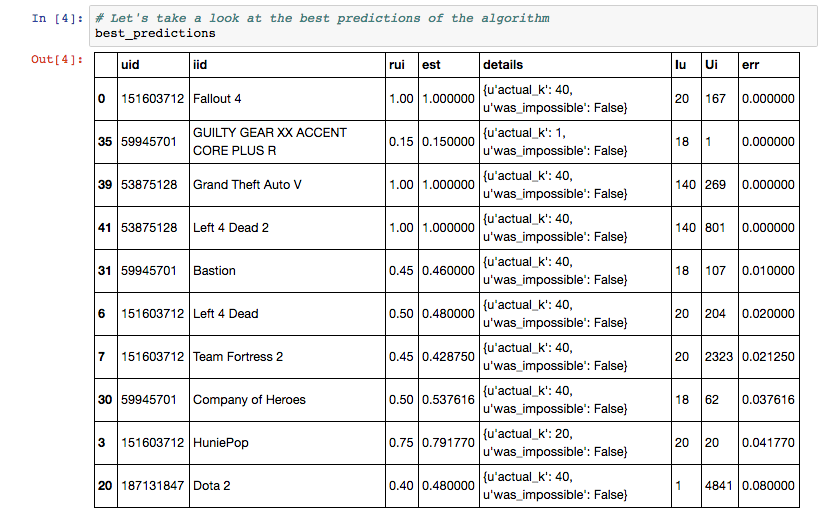 In [4]: # Let's take a look at the best predictions of the algorithm
best_predictions
Out[4]:
uid iid rui est details Iu Ui err
0 151603712 Fallout 4 1.00 1.000000 {u'actual_k': 40, u'was_impossible': False} 20 167 0.000000
35 59945701 GUILTY GEAR XX ACCENT CORE PLUS R 0.15 0.150000 {u'actual_k': 1, u'was_impossible': False} 18 1 0.000000
39 53875128 Grand Theft Auto V 1.00 1.000000 {u'actual_k': 40, u'was_impossible': False} 140 269 0.000000
41 53875128 Left 4 Dead 2 1.00 1.000000 {u'actual_k': 40, u'was_impossible': False} 140 801 0.000000
31 59945701 Bastion 0.45 0.460000 {u'actual_k': 40, u'was_impossible': False} 18 107 0.010000
6 151603712 Left 4 Dead 0.50 0.480000 {u'actual_k': 40, u'was_impossible': False} 20 204 0.020000
7 151603712 Team Fortress 2 0.45 0.428750 {u'actual_k': 40, u'was_impossible': False} 20 2323 0.021250
30 59945701 Company of Heroes 0.50 0.537616 {u'actual_k': 40, u'was_impossible': False} 18 62 0.037616
3 151603712 HuniePop 0.75 0.791770 {u'actual_k': 20, u'was_impossible': False} 20 20 0.041770
20 187131847 Dota 2 0.40 0.480000 {u'actual_k': 40, u'was_impossible': False} 1 4841 0.080000